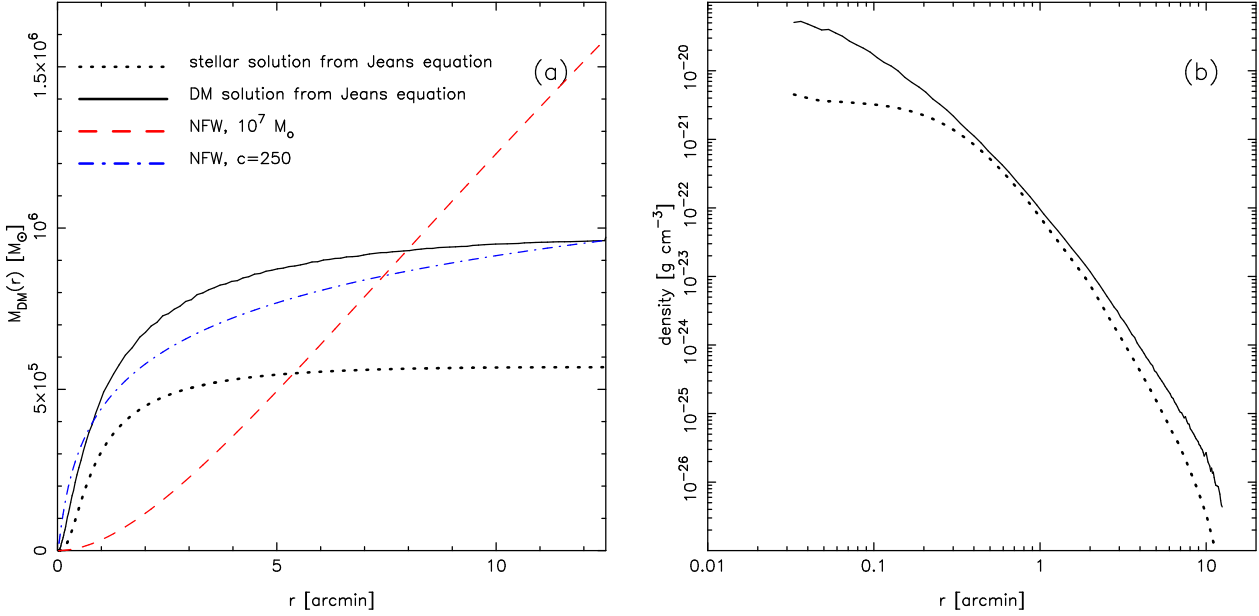 (a)
stellar solution from Jeans equation
DM solution from Jeans equation
NFW, 10⁷ M₀
NFW, c=250
M_DM(r) [M⊙]
1.5×10⁶
10⁶
5×10⁵
0
0 5 10
r [arcmin]
(b)
density [g cm⁻³]
10⁻²⁰
10⁻²¹
10⁻²²
10⁻²³
10⁻²⁴
10⁻²⁵
10⁻²⁶
0.01 0.1 1 10
r [arcmin]